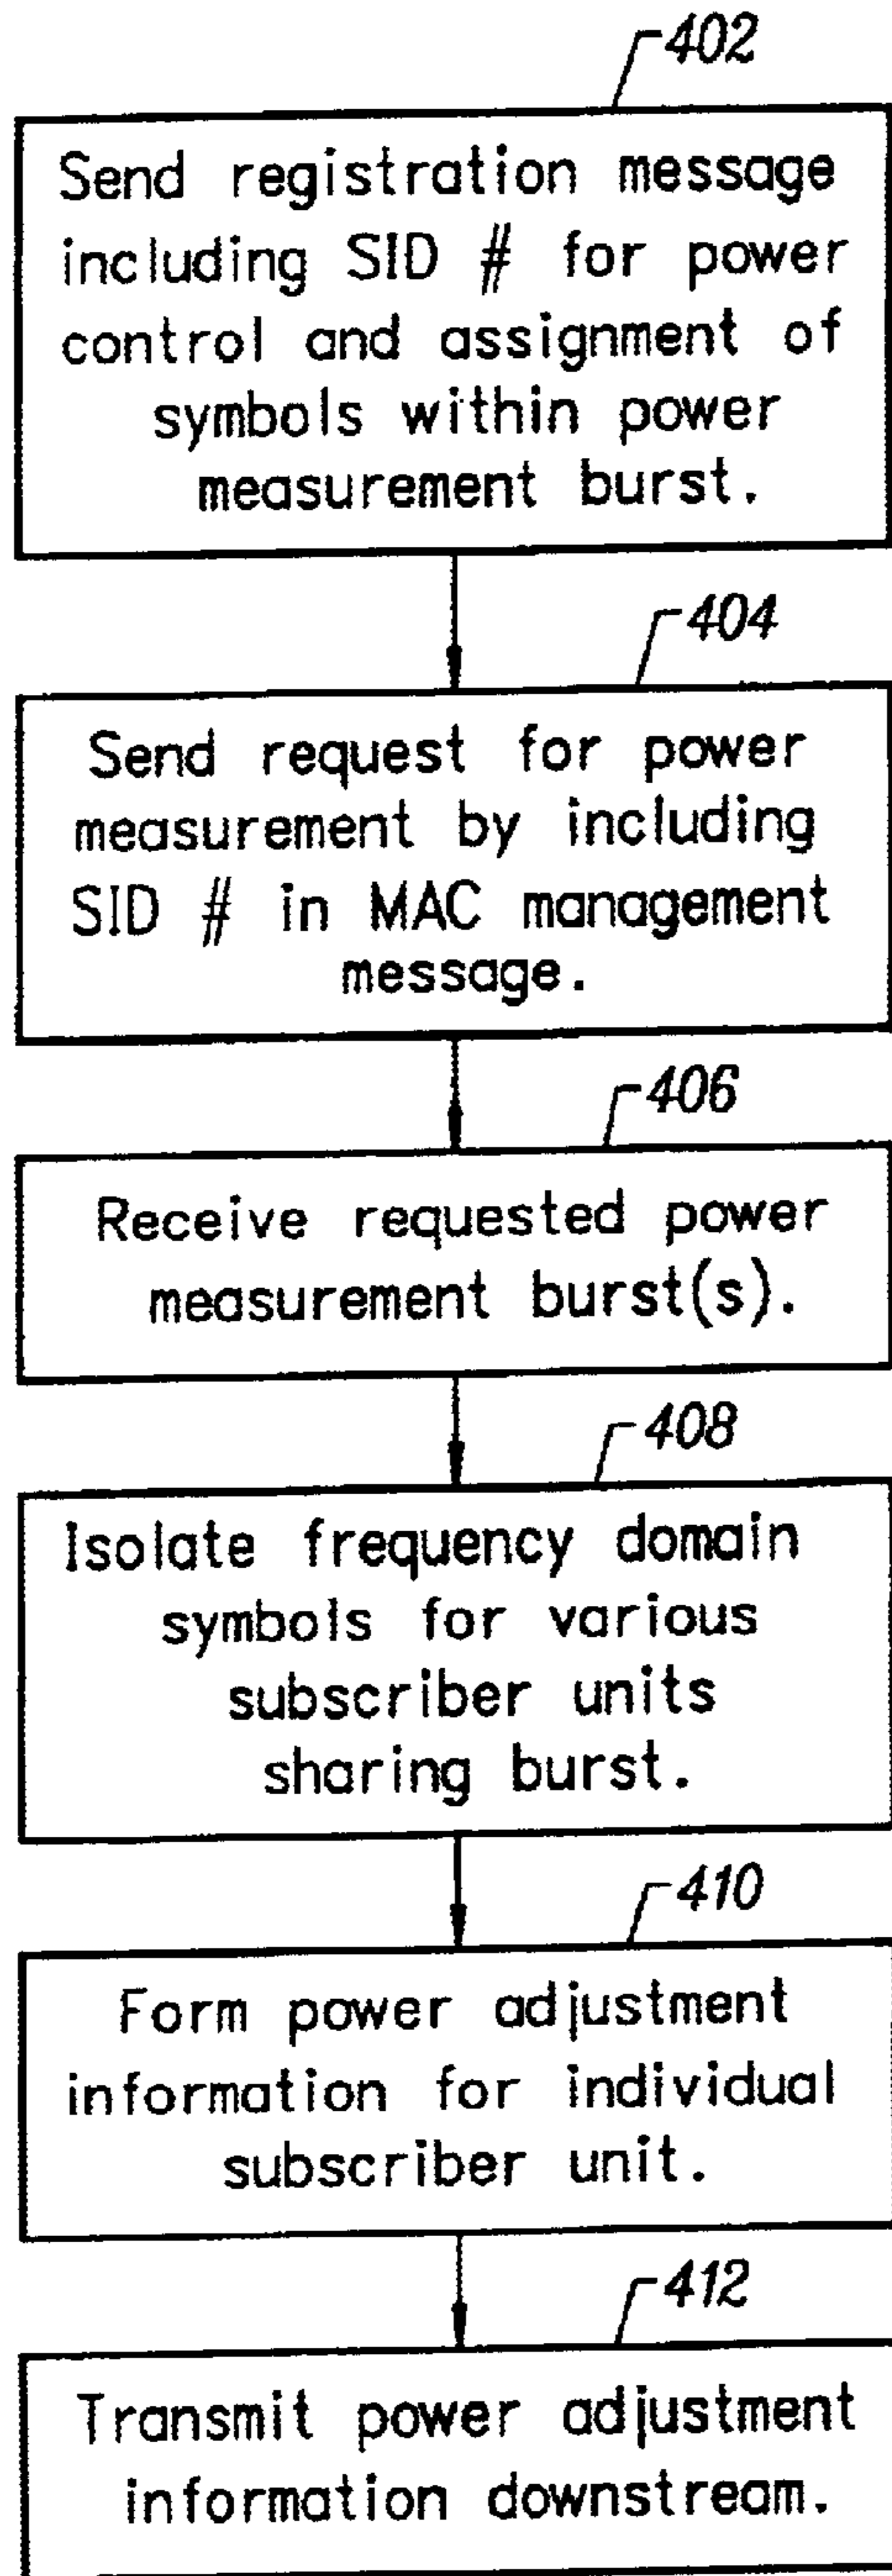 402
Send registration message
including SID # for power
control and assignment of
symbols within power
measurement burst.
404
Send request for power
measurement by including
SID # in MAC management
message.
406
Receive requested power
measurement burst(s).
408
Isolate frequency domain
symbols for various
subscriber units
sharing burst.
410
Form power adjustment
information for individual
subscriber unit.
412
Transmit power adjustment
information downstream.